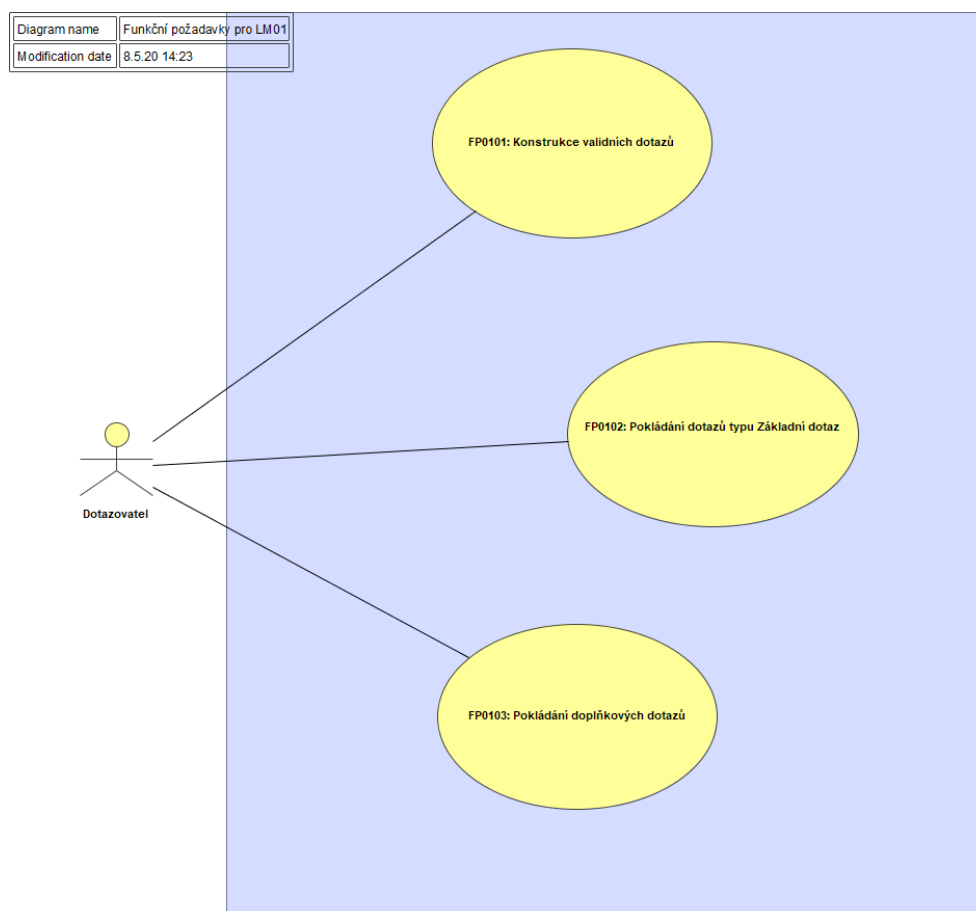 Diagram name Funkční požadavky pro LM01
Modification date 8.5.20 14:23
FP0101: Konstrukce validních dotazů
FP0102: Pokládání dotazů typu Základní dotaz
Dotazovatel
FP0103: Pokládání doplňkových dotazů